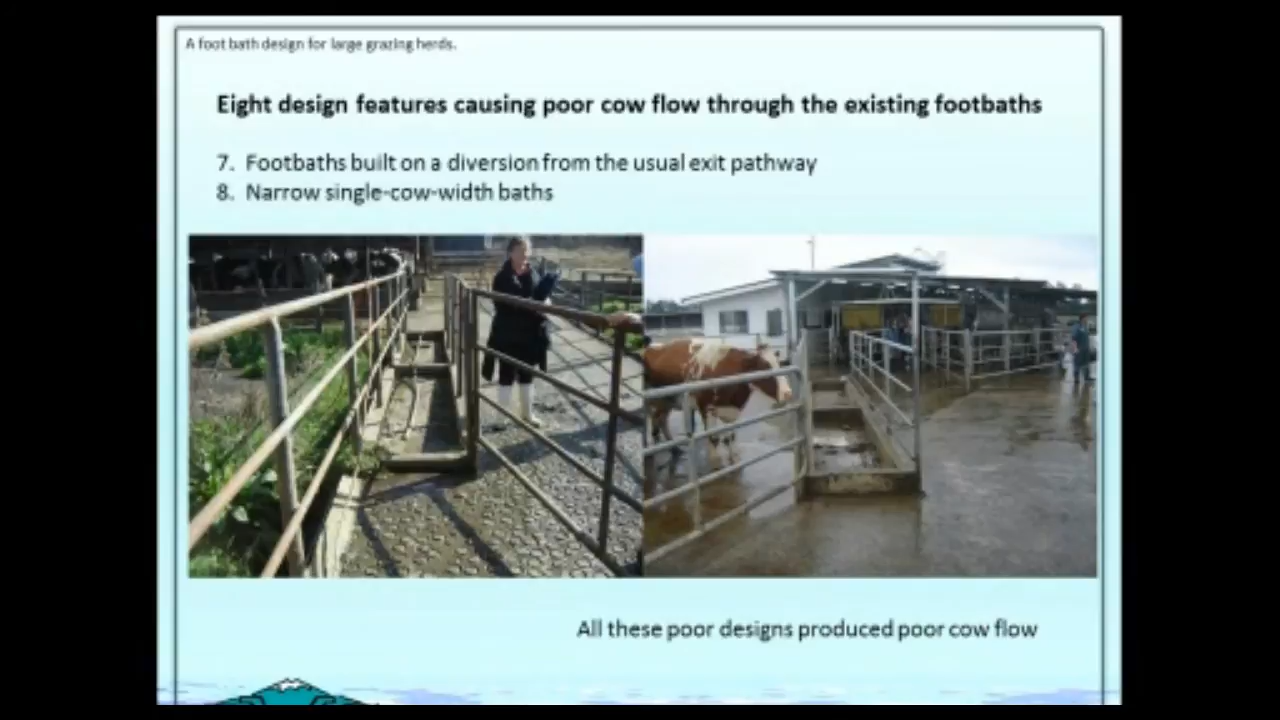 A foot bath design for large grazing herds.
Eight design features causing poor cow flow through the existing footbaths
7. Footbaths built on a diversion from the usual exit pathway
8. Narrow single-cow-width baths
All these poor designs produced poor cow flow